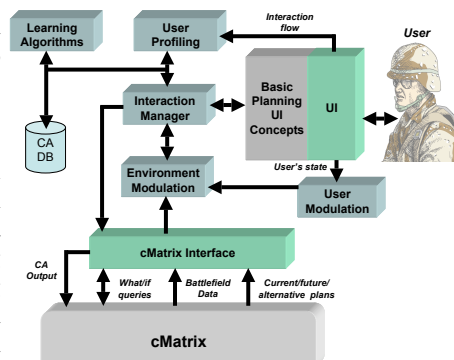 Learning
Algorithms
User
Profiling
Interaction
flow
User
Interaction
Manager
Basic
Planning
UI
Concepts
UI
CA
DB
Environment
Modulation
User's state
User
Modulation
cMatrix Interface
CA
Output
What/if
queries
Battlefield
Data
Current/future/
alternative plans
cMatrix